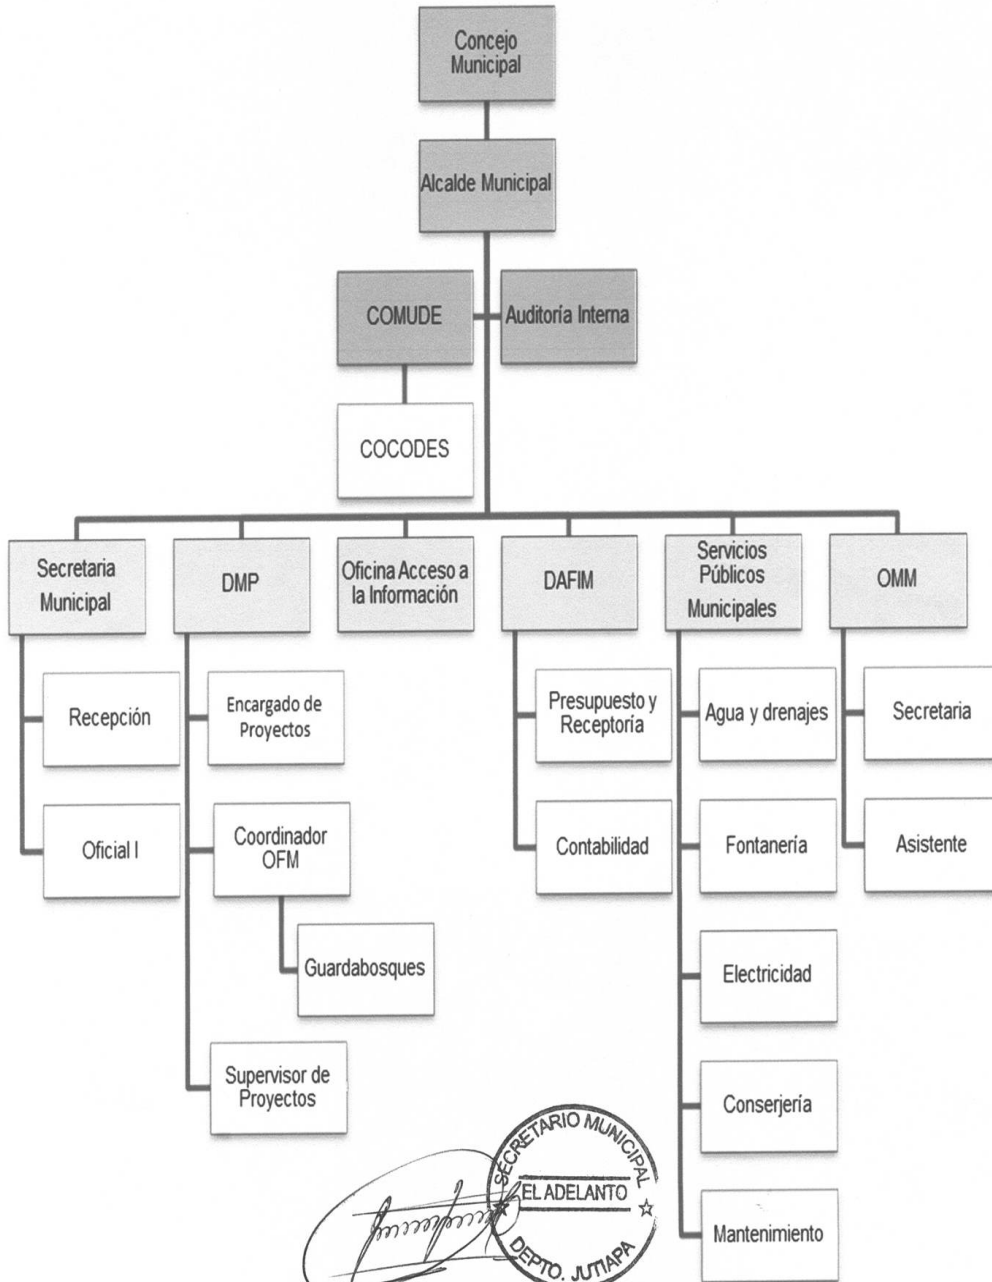 Concejo
Municipal
Alcalde Municipal
COMUDE
Auditoría Interna
COCODES
Secretaria
Municipal
DMP
Oficina Acceso a
la Información
DAFIM
Servicios
Públicos
Municipales
OMM
Recepción
Oficial I
Encargado de
Proyectos
Coordinador
OFM
Guardabosques
Supervisor de
Proyectos
Presupuesto y
Receptoría
Contabilidad
Agua y drenajes
Fontanería
Electricidad
Conserjería
Mantenimiento
Secretaria
Asistente
SECRETARIO MUNICIPAL
EL ADELANTO
DEPTO. JUTIAPA